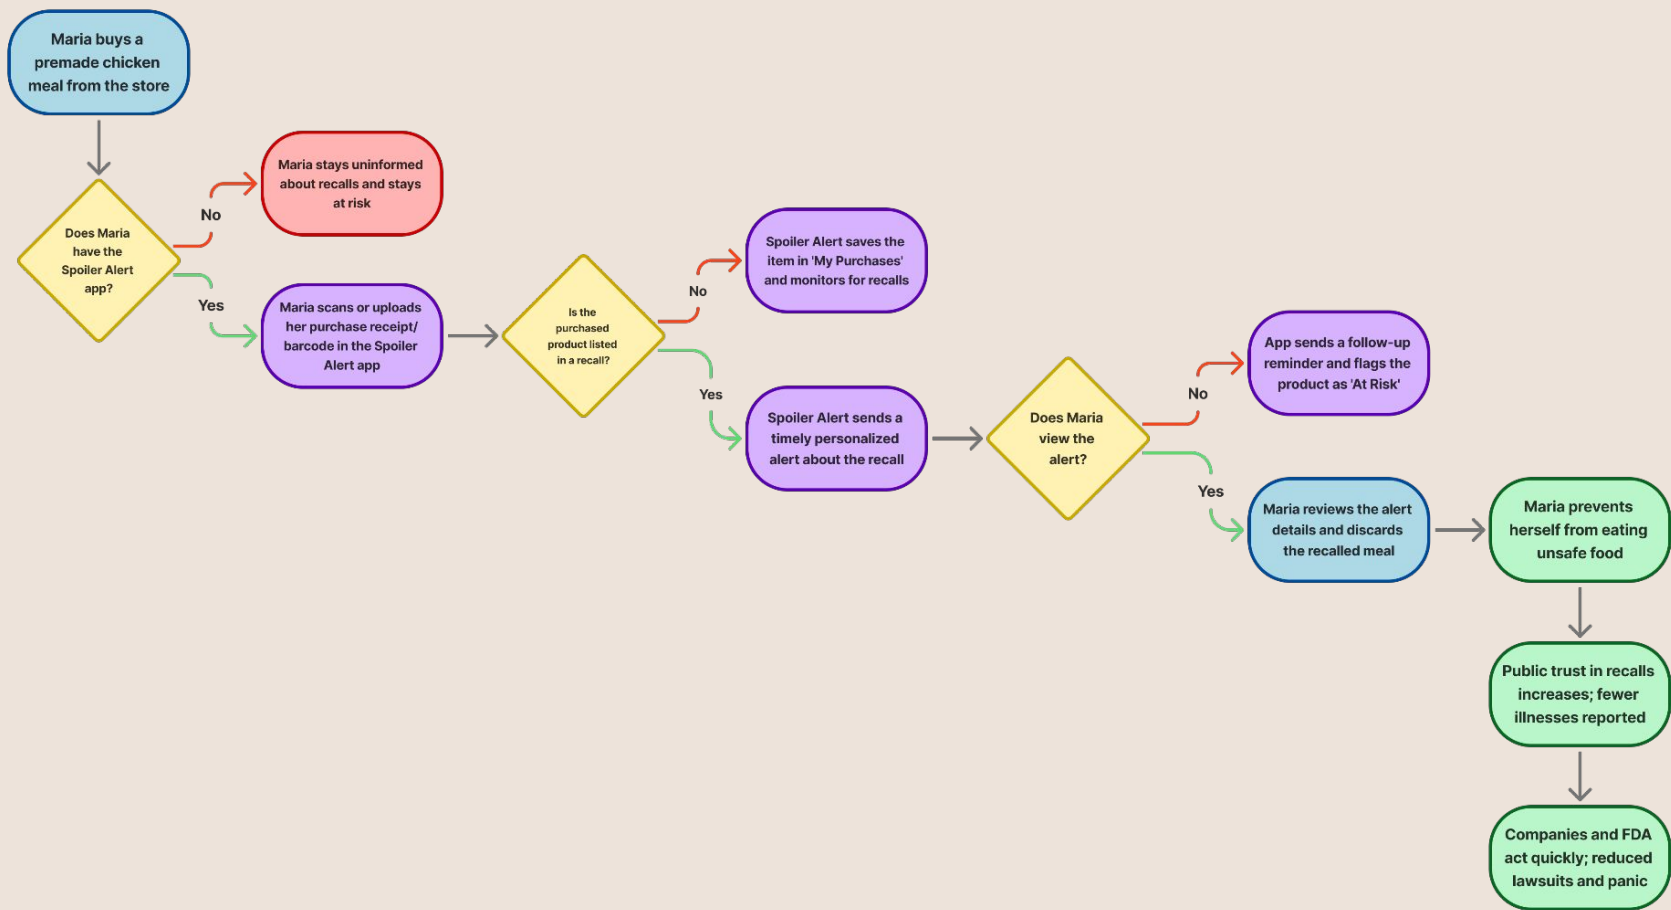 Maria buys a
premade chicken
meal from the store
Does Maria
have the
Spoiler Alert
app?
No
Maria stays uninformed
about recalls and stays
at risk
Yes
Maria scans or uploads
her purchase receipt/
barcode in the Spoiler
Alert app
Is the
purchased
product listed
in a recall?
No
Spoiler Alert saves the
item in 'My Purchases'
and monitors for recalls
Yes
Spoiler Alert sends a
timely personalized
alert about the recall
Does Maria
view the
alert?
No
App sends a follow-up
reminder and flags the
product as 'At Risk'
Yes
Maria reviews the alert
details and discards
the recalled meal
Maria prevents
herself from eating
unsafe food
Public trust in recalls
increases; fewer
illnesses reported
Companies and FDA
act quickly; reduced
lawsuits and panic